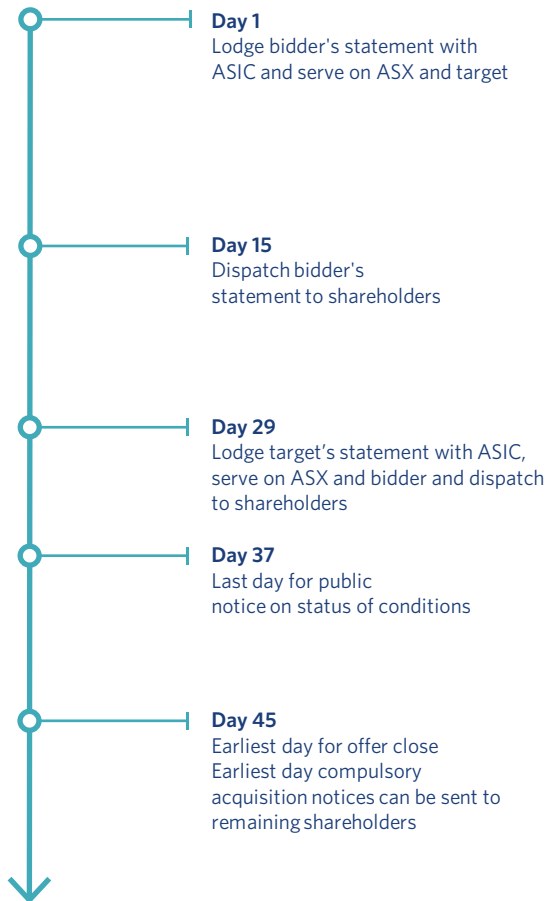 Day 1
Lodge bidder's statement with
ASIC and serve on ASX and target
Day 15
Dispatch bidder's
statement to shareholders
Day 29
Lodge target’s statement with ASIC,
serve on ASX and bidder and dispatch
to shareholders
Day 37
Last day for public
notice on status of conditions
Day 45
Earliest day for offer close
Earliest day compulsory
acquisition notices can be sent to
remaining shareholders